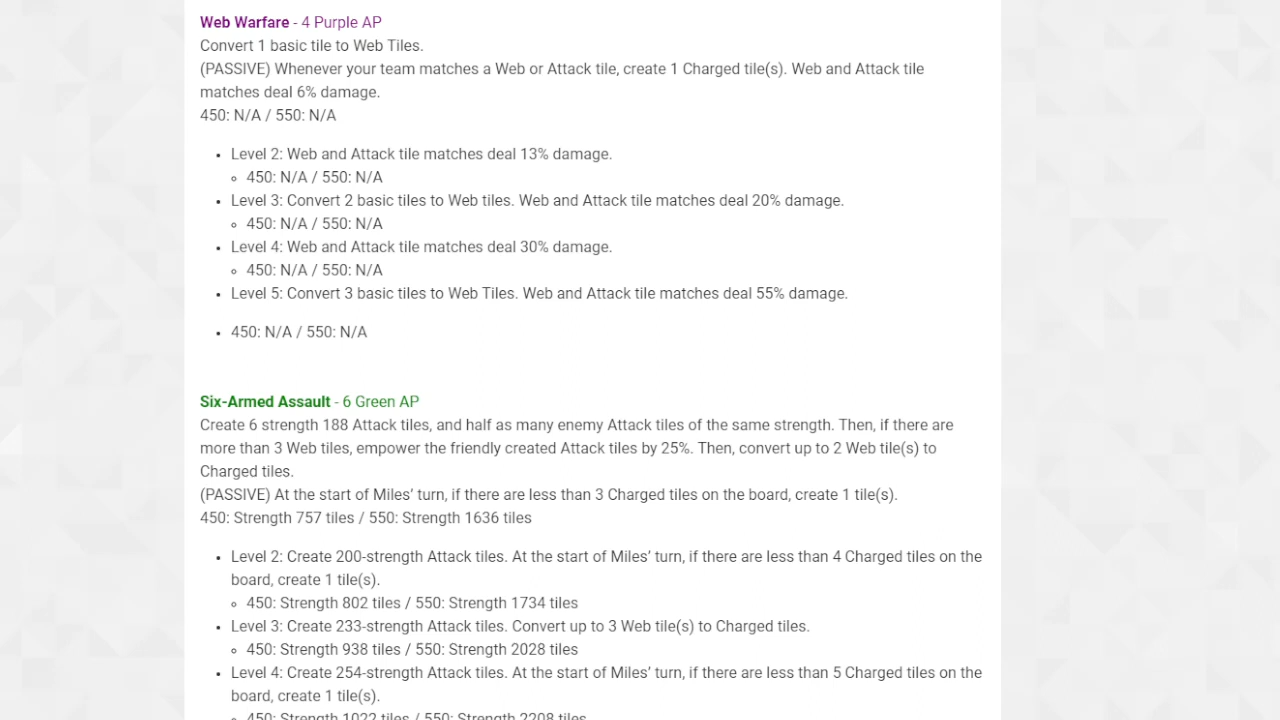 Web Warfare - 4 Purple AP
Convert 1 basic tile to Web Tiles.
(PASSIVE) Whenever your team matches a Web or Attack tile, create 1 Charged tile(s). Web and Attack tile
matches deal 6% damage.
450: N/A / 550: N/A
Level 2: Web and Attack tile matches deal 13% damage.
450: N/A / 550: N/A
Level 3: Convert 2 basic tiles to Web tiles. Web and Attack tile matches deal 20% damage.
450: N/A / 550: N/A
Level 4: Web and Attack tile matches deal 30% damage.
450: N/A / 550: N/A
Level 5: Convert 3 basic tiles to Web Tiles. Web and Attack tile matches deal 55% damage.
450: N/A / 550: N/A
Six-Armed Assault - 6 Green AP
Create 6 strength 188 Attack tiles, and half as many enemy Attack tiles of the same strength. Then, if there are
more than 3 Web tiles, empower the friendly created Attack tiles by 25%. Then, convert up to 2 Web tile(s) to
Charged tiles.
(PASSIVE) At the start of Miles’ turn, if there are less than 3 Charged tiles on the board, create 1 tile(s).
450: Strength 757 tiles / 550: Strength 1636 tiles
Level 2: Create 200-strength Attack tiles. At the start of Miles’ turn, if there are less than 4 Charged tiles on the
board, create 1 tile(s).
450: Strength 802 tiles / 550: Strength 1734 tiles
Level 3: Create 233-strength Attack tiles. Convert up to 3 Web tile(s) to Charged tiles.
450: Strength 938 tiles / 550: Strength 2028 tiles
Level 4: Create 254-strength Attack tiles. At the start of Miles’ turn, if there are less than 5 Charged tiles on the
board, create 1 tile(s).
450: Strength 1022 tiles / 550: Strength 2208 tiles